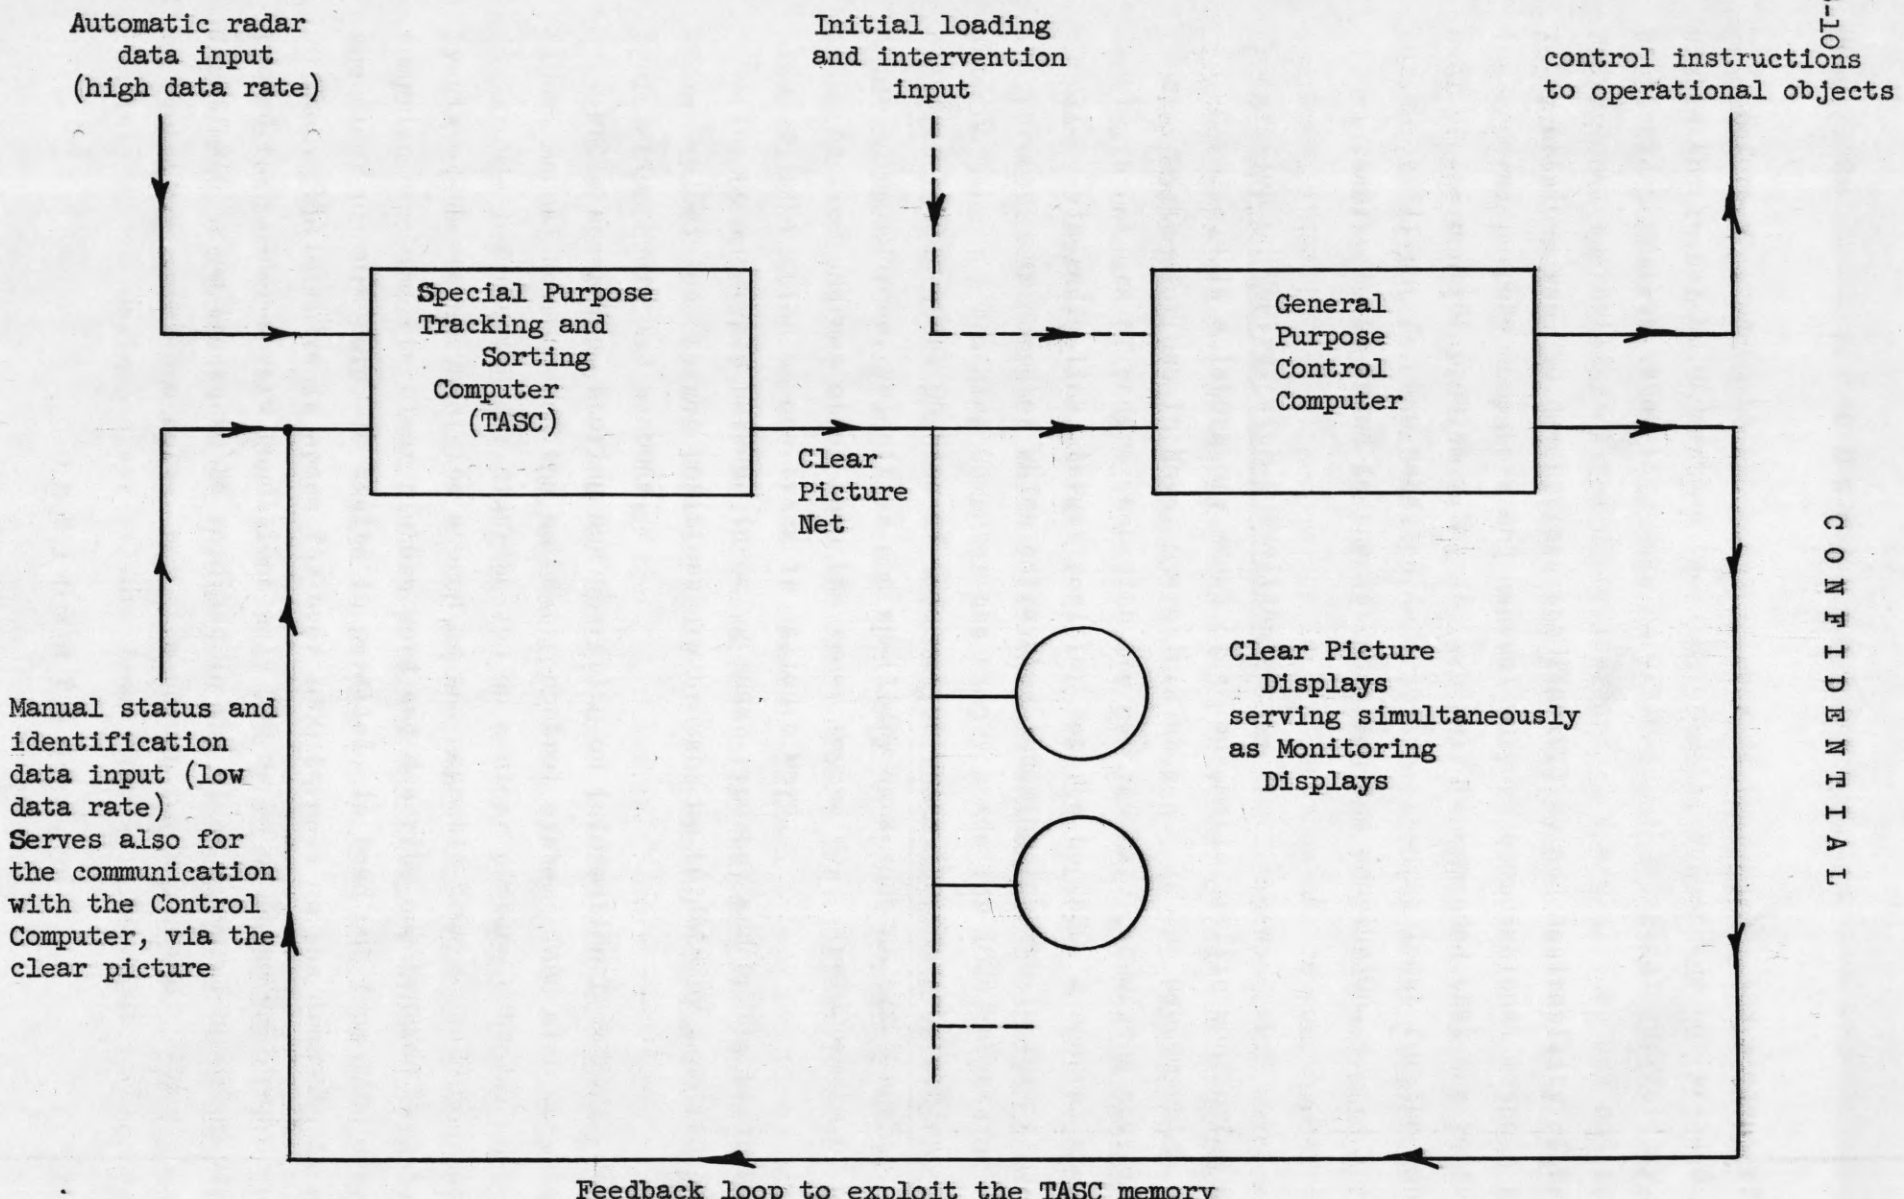 Automatic radar
data input
(high data rate)
Initial loading
and intervention
input
-10
control instructions
to operational objects
Special Purpose
Tracking and
Sorting
Computer
(TASC)
General
Purpose
Control
Computer
Clear
Picture
Net
CONFIDENTIAL
Clear Picture
Displays
serving simultaneously
as Monitoring
Displays
Manual status and
identification
data input (low
data rate)
Serves also for
the communication
with the Control
Computer, via the
clear picture
Feedback loop to exploit the TASC memory